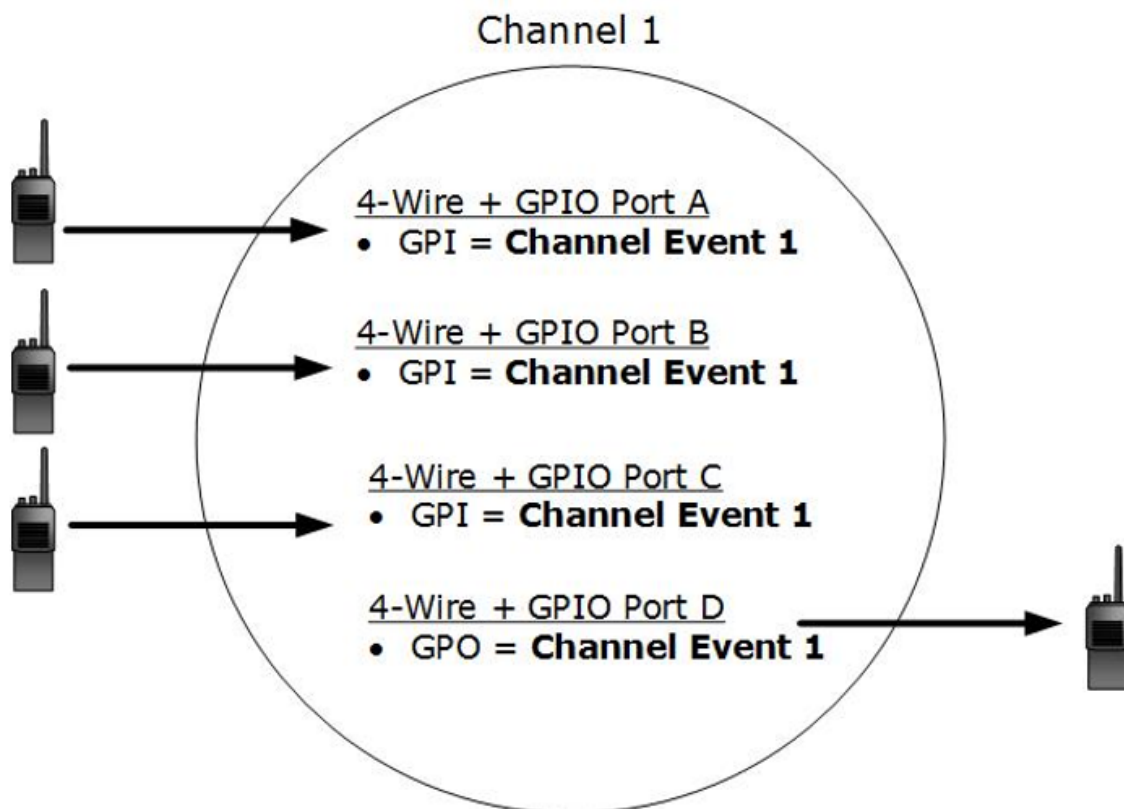 Channel 1
4-Wire + GPIO Port A
• GPI = Channel Event 1
4-Wire + GPIO Port B
• GPI = Channel Event 1
4-Wire + GPIO Port C
• GPI = Channel Event 1
4-Wire + GPIO Port D
• GPO = Channel Event 1